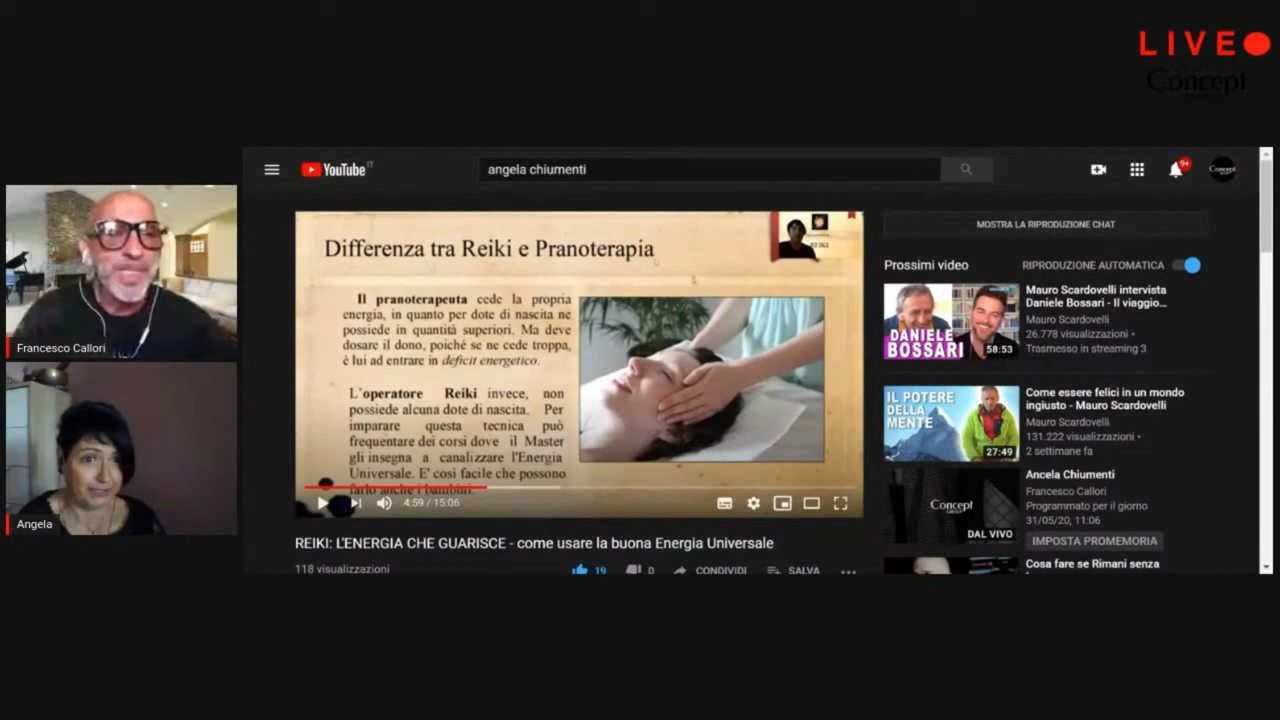 LIVE
Concept
YouTube IT
angela chiumenti
9+
Concept
Francesco Callori
Angela
Differenza tra Reiki e Pranoterapia
REIKI
Il pranoterapeuta cede la propria
energia, in quanto per dote di nascita ne
possiede in quantità superiori. Ma deve
dosare il dono, poiché se ne cede troppa,
è lui ad entrare in deficit energetico.
L'operatore Reiki invece, non
possiede alcuna dote di nascita. Per
imparare questa tecnica può
frequentare dei corsi dove il Master
gli insegna a canalizzare l'Energia
Universale. E' così facile che possono
farlo anche i bambini.
4:59 / 15:06
REIKI: L'ENERGIA CHE GUARISCE - come usare la buona Energia Universale
118 visualizzazioni
19
0
CONDIVIDI
SALVA
MOSTRA LA RIPRODUZIONE CHAT
Prossimi video
RIPRODUZIONE AUTOMATICA
DANIELE
BOSSARI
58:53
Mauro Scardovelli intervista
Daniele Bossari - Il viaggio...
Mauro Scardovelli
26.778 visualizzazioni •
Trasmesso in streaming 3
IL POTERE
DELLA
MENTE
27:49
Come essere felici in un mondo
ingiusto - Mauro Scardovelli
Mauro Scardovelli
131.222 visualizzazioni •
2 settimane fa
Concept
DAL VIVO
Ancela Chiumenti
Francesco Callori
Programmato per il giorno
31/05/20, 11:06
IMPOSTA PROMEMORIA
Cosa fare se Rimani senza